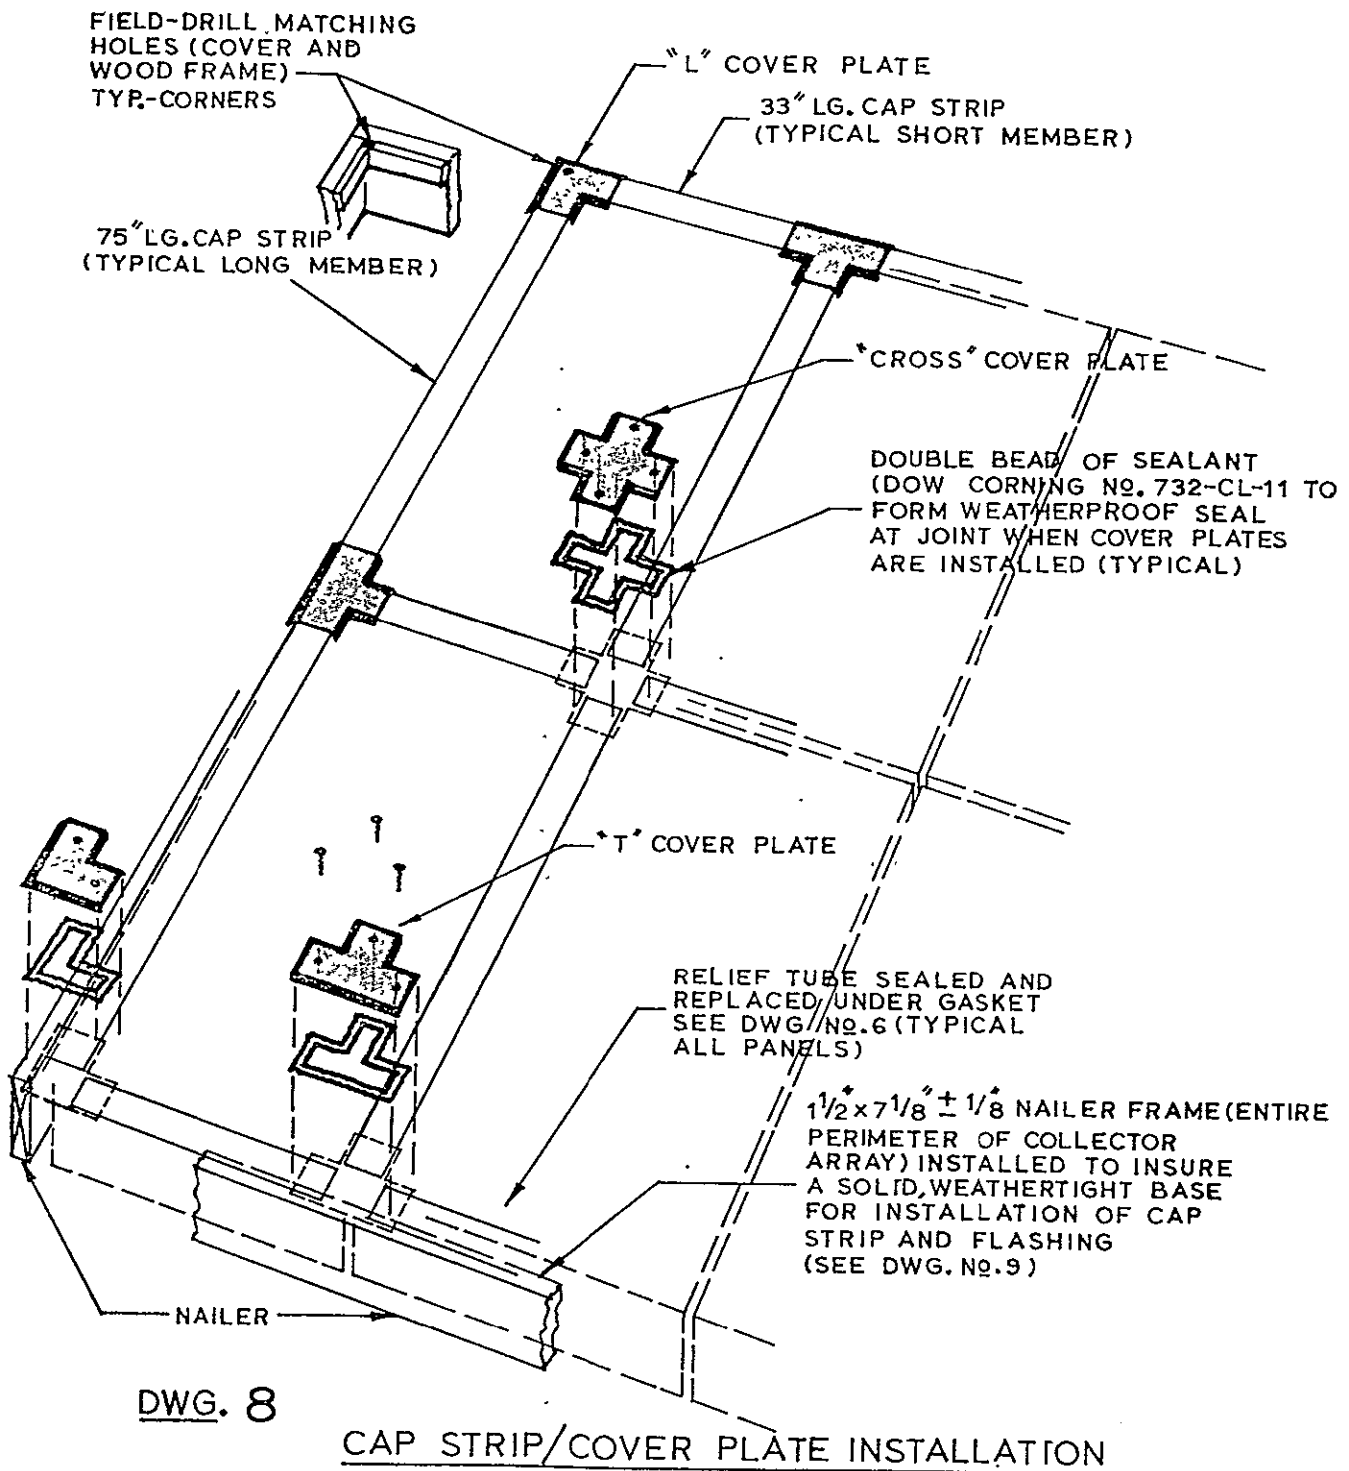 FIELD-DRILL MATCHING
HOLES (COVER AND
WOOD FRAME)
TYP.-CORNERS
"L" COVER PLATE
33" LG. CAP STRIP
(TYPICAL SHORT MEMBER)
75" LG. CAP STRIP
(TYPICAL LONG MEMBER)
"CROSS" COVER PLATE
DOUBLE BEAD OF SEALANT
(DOW CORNING NO. 732-CL-11 TO
FORM WEATHERPROOF SEAL
AT JOINT WHEN COVER PLATES
ARE INSTALLED (TYPICAL)
"T" COVER PLATE
RELIEF TUBE SEALED AND
REPLACED UNDER GASKET
SEE DWG. NO. 6 (TYPICAL
ALL PANELS)
1 1/2" x 7 1/8" ± 1/8" NAILER FRAME (ENTIRE
PERIMETER OF COLLECTOR
ARRAY) INSTALLED TO INSURE
A SOLID, WEATHERTIGHT BASE
FOR INSTALLATION OF CAP
STRIP AND FLASHING
(SEE DWG. NO. 9)
NAILER
DWG. 8
CAP STRIP/COVER PLATE INSTALLATION